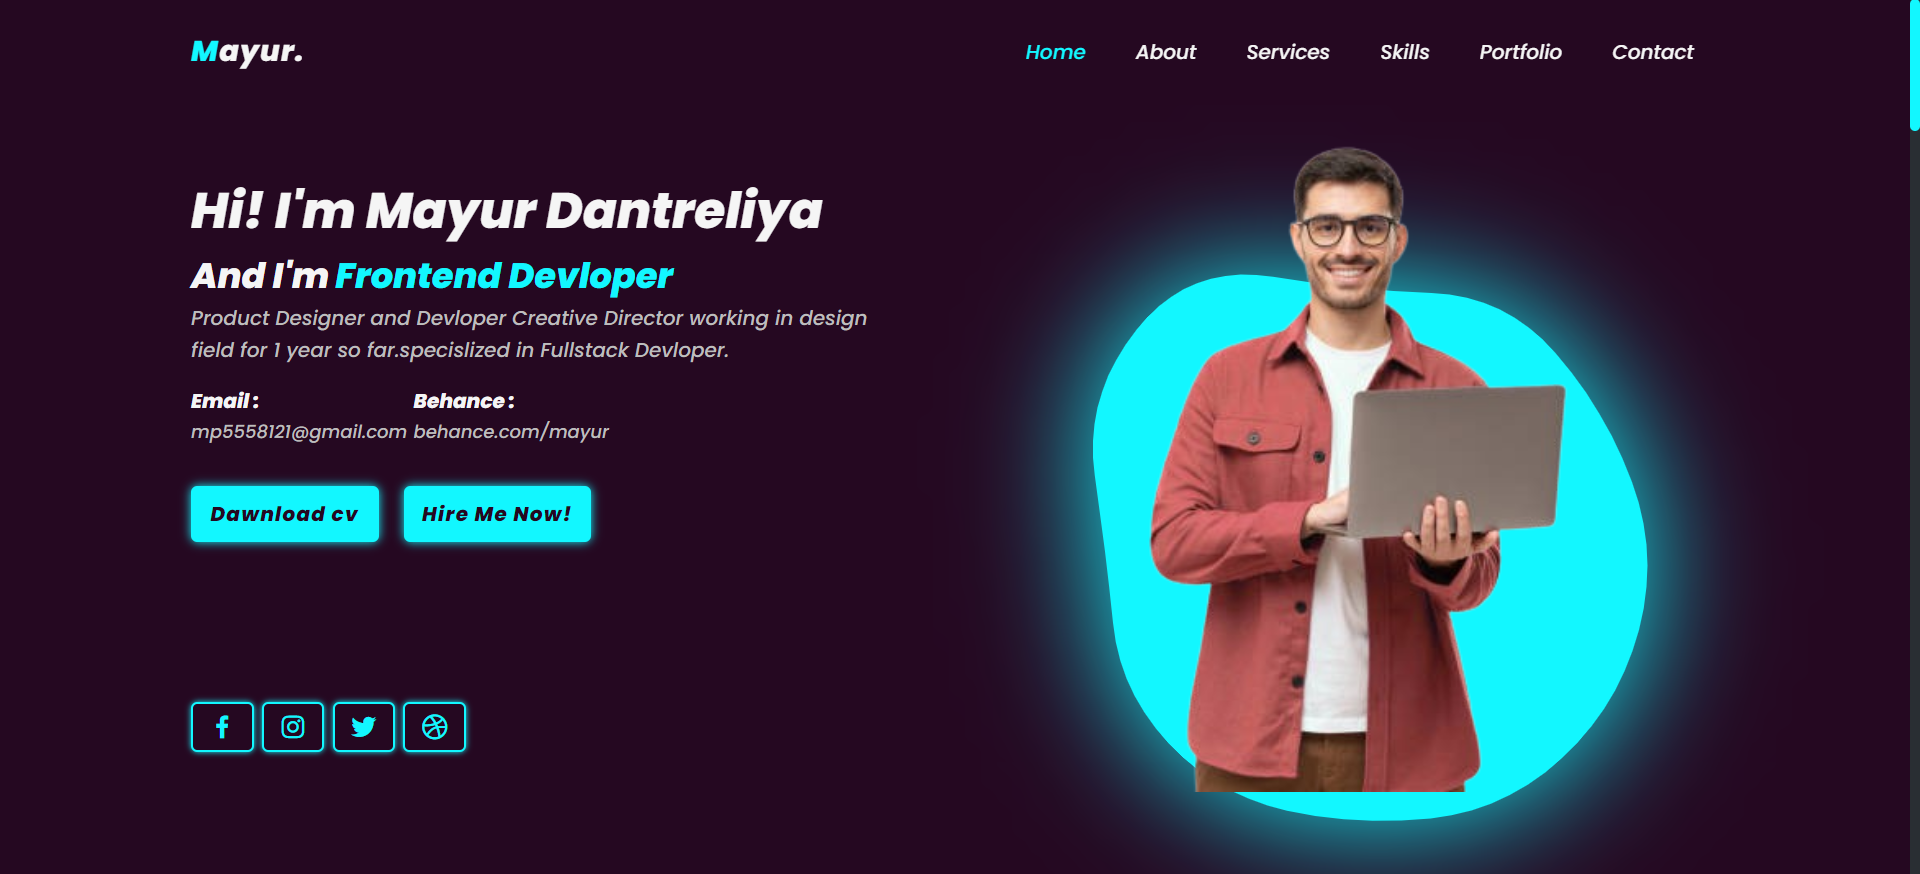 Mayur.
Home About Services Skills Portfolio Contact
Hi! I'm Mayur Dantreliya
And I'm Frontend Devloper
Product Designer and Devloper Creative Director working in design
field for 1 year so far.specislized in Fullstack Devloper.
Email : Behance :
mp5558121@gmail.com behance.com/mayur
Dawnload cv Hire Me Now!